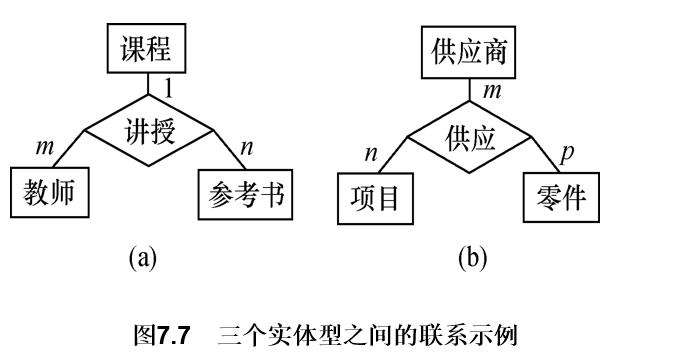 课程
1
讲授
m
n
教师
参考书
(a)
供应商
m
供应
n
p
项目
零件
(b)
图7.7 三个实体型之间的联系示例